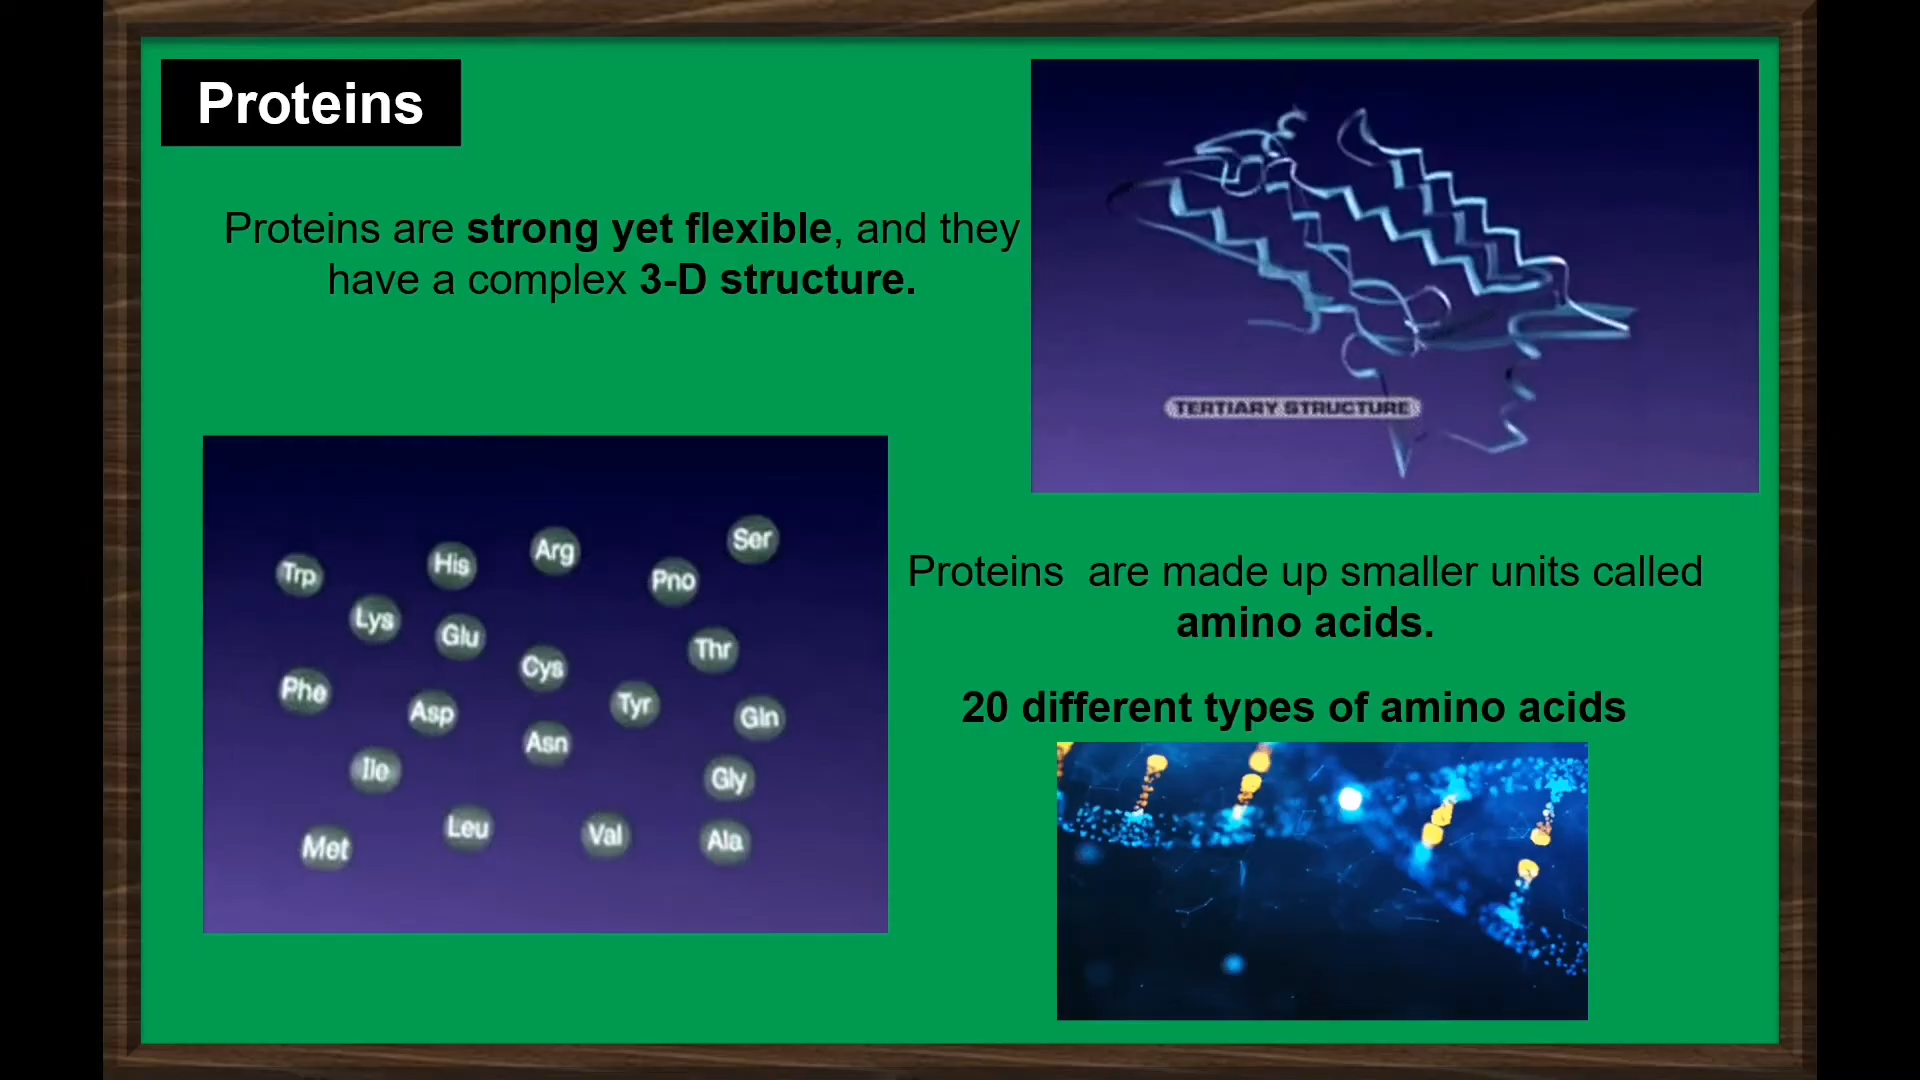 Proteins
Proteins are strong yet flexible, and they
have a complex 3-D structure.
TERTIARY STRUCTURE
Ser
Arg
His
Trp
Pno
Lys
Glu
Thr
Cys
Phe
Tyr
Asp
Gln
Asn
Ile
Gly
Leu
Val
Ala
Met
Proteins  are made up smaller units called
amino acids.
20 different types of amino acids